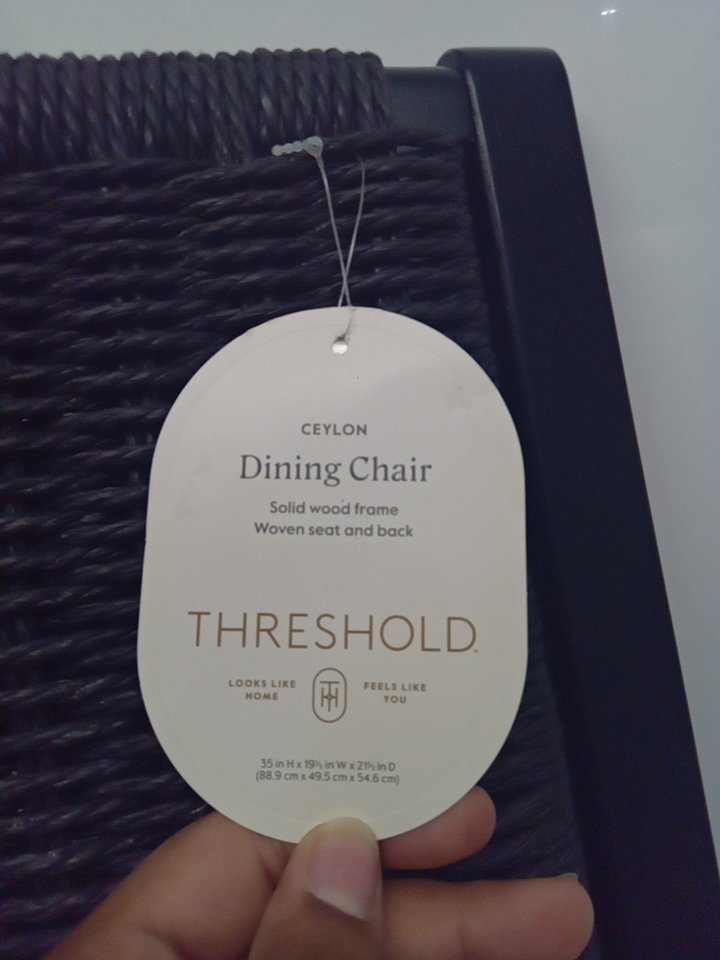 CEYLON
Dining Chair
Solid wood frame
Woven seat and back
THRESHOLD™
LOOKS LIKE HOME
FEELS LIKE YOU
35 in H x 19½ in W x 21½ in D
(88.9 cm x 49.5 cm x 54.6 cm)